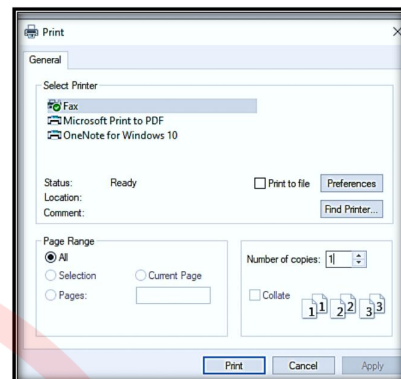 Print
General
Select Printer
Fax
Microsoft Print to PDF
OneNote for Windows 10
Status: Ready
Location:
Comment:
Print to file
Preferences
Find Printer...
Page Range
All
Selection Current Page
Pages:
Number of copies: 1
Collate
1 1 2 2 3 3
Print Cancel Apply